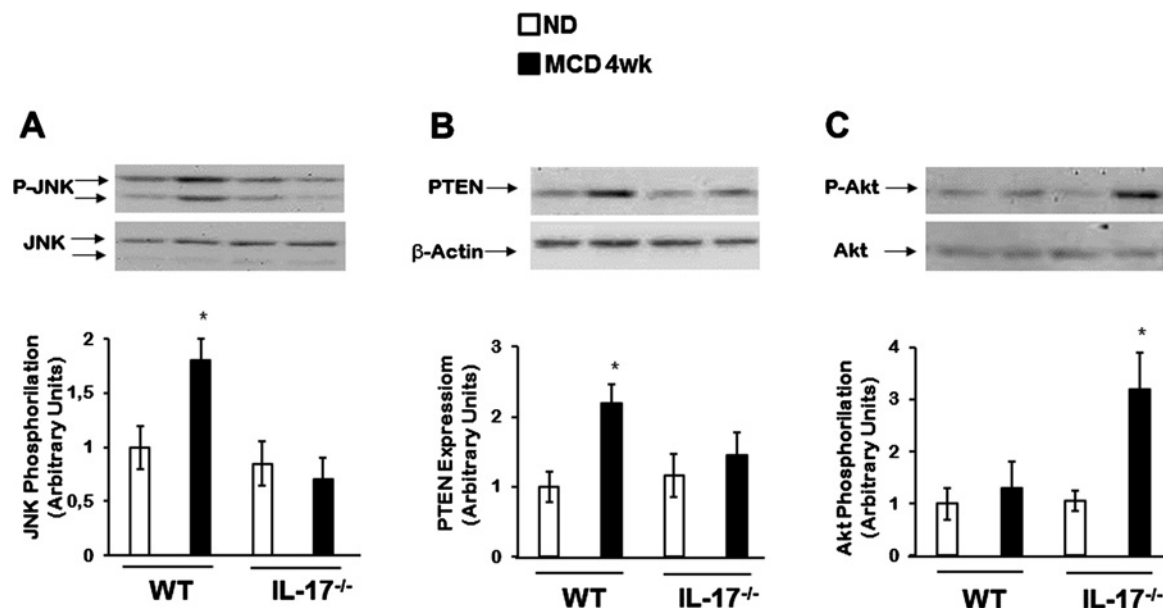 ND
MCD 4wk
A
P-JNK
JNK
JNK Phosphorilation
(Arbitrary Units)
2
1,5
1
0,5
0
*
WT
IL-17-/-
B
PTEN
β-Actin
PTEN Expressiom
(Arbitrary Units)
3
2
1
0
*
WT
IL-17-/-
C
P-Akt
Akt
Akt Phosphorilation
(Arbitrary Units)
4
3
2
1
0
*
WT
IL-17-/-